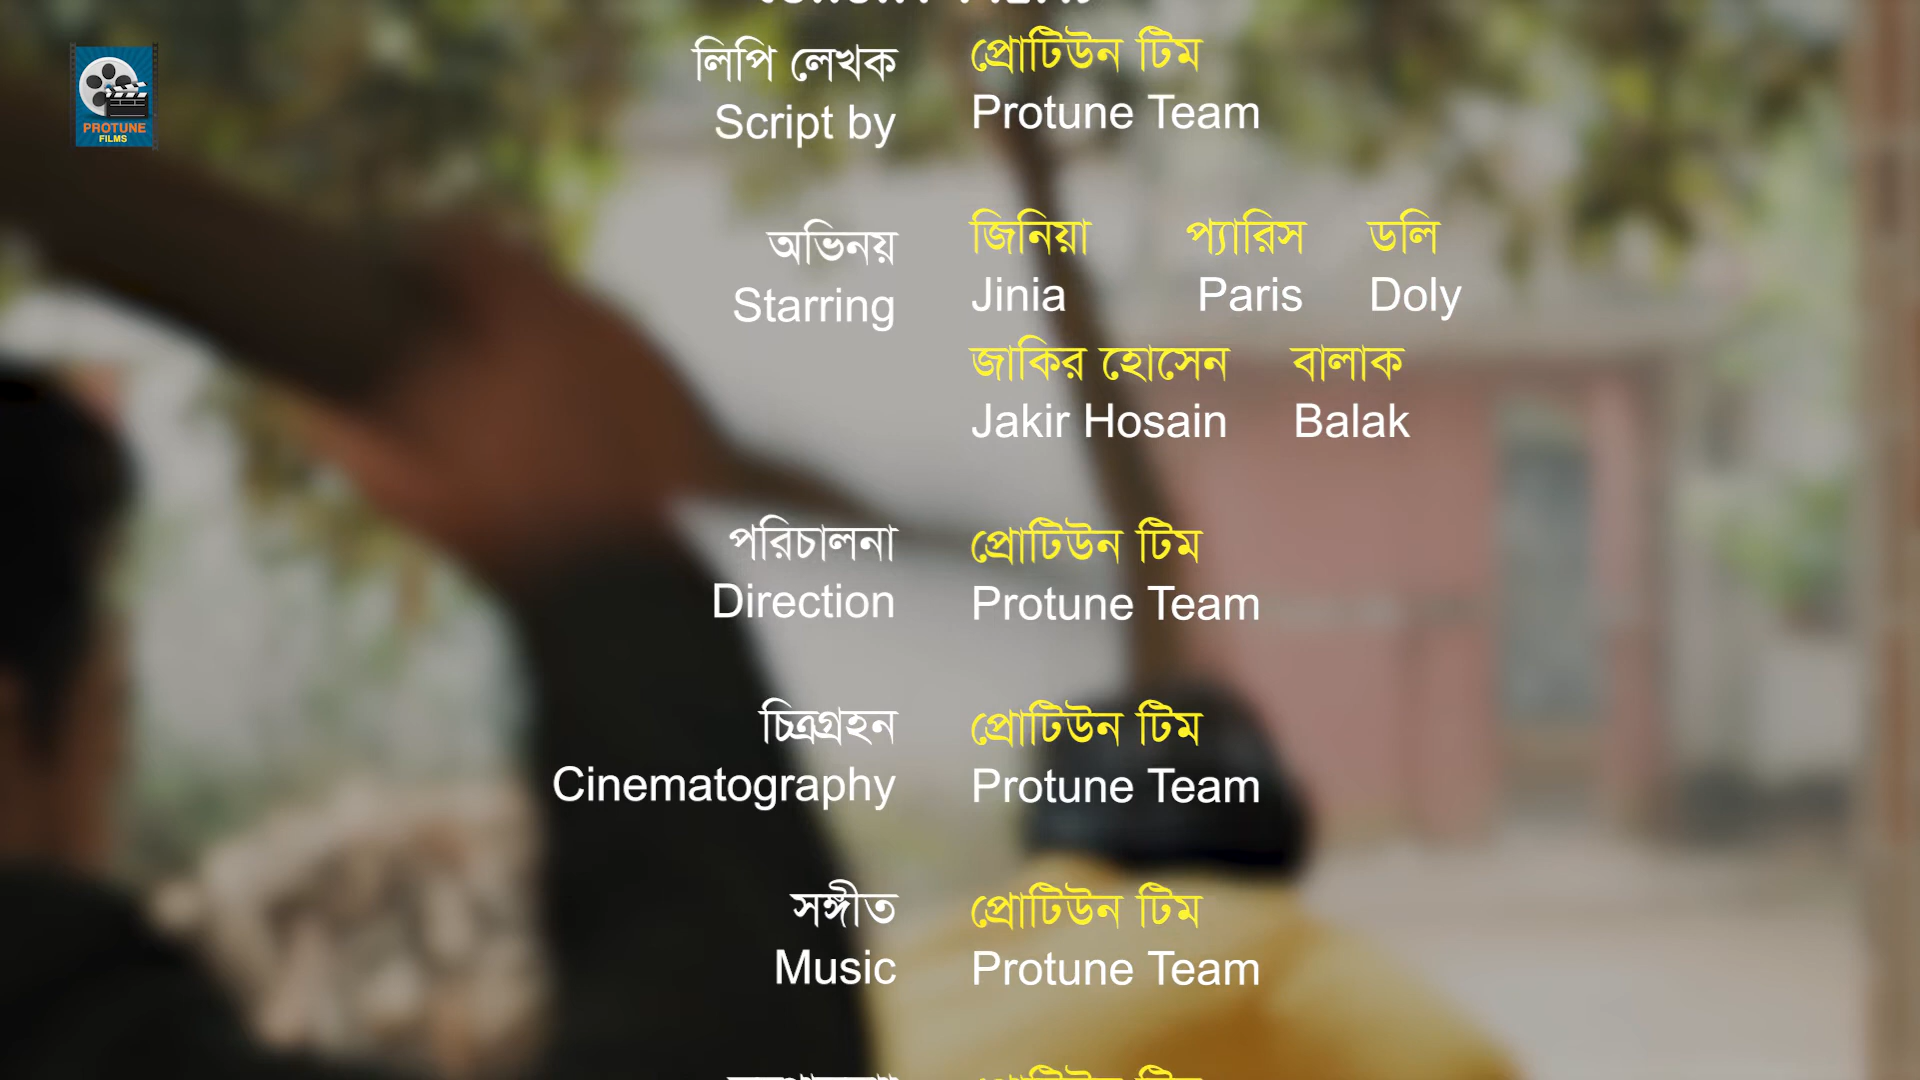 PROTUNE
FILMS
লিপি লেখক প্রোটিউন টিম
Script by Protune Team
অভিনয় জিনিয়া প্যারিস ডলি
Starring Jinia Paris Doly
জাকির হোসেন বালাক
Jakir Hosain Balak
পরিচালনা প্রোটিউন টিম
Direction Protune Team
চিত্রগ্রহন প্রোটিউন টিম
Cinematography Protune Team
সঙ্গীত প্রোটিউন টিম
Music Protune Team